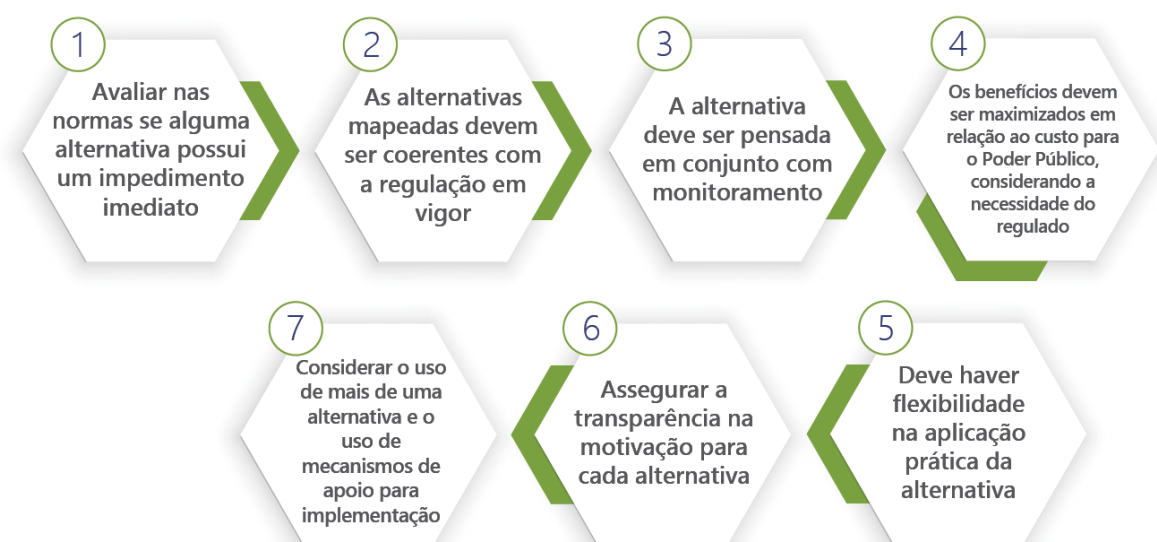 1
Avaliar nas
normas se alguma
alternativa possui
um impedimento
imediato
2
As alternativas
mapeadas devem
ser coerentes com
a regulação em
vigor
3
A alternativa
deve ser pensada
em conjunto com
monitoramento
4
Os benefícios devem
ser maximizados em
relação ao custo para
o Poder Público,
considerando a
necessidade do
regulado
5
Deve haver
flexibilidade
na aplicação
prática da
alternativa
6
Assegurar a
transparência na
motivação para
cada alternativa
7
Considerar o uso
de mais de uma
alternativa e o
uso de
mecanismos de
apoio para
implementação